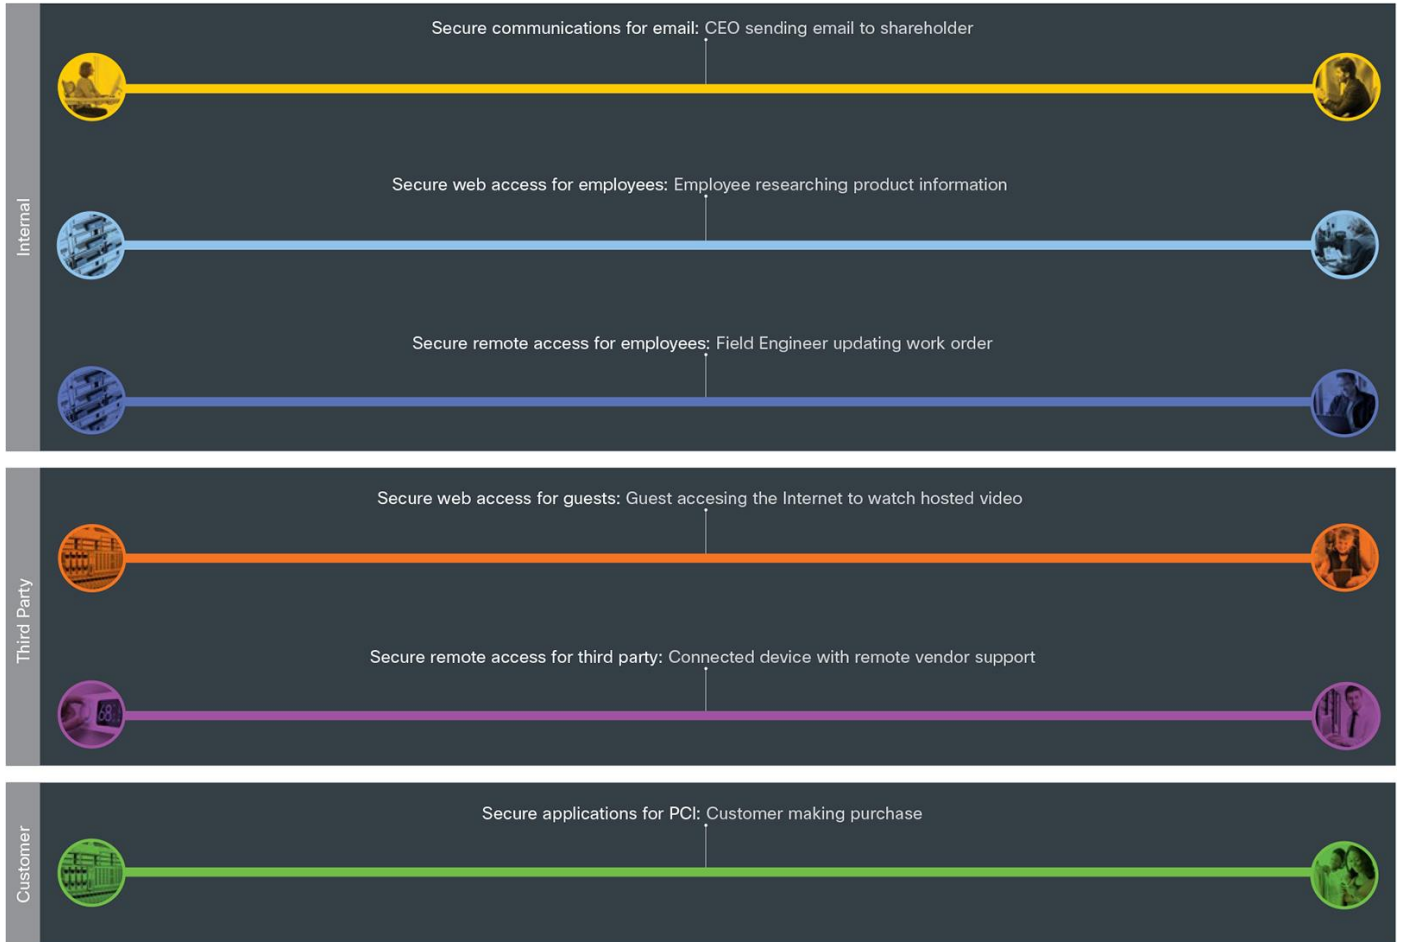 Internal
Secure communications for email: CEO sending email to shareholder
Secure web access for employees: Employee researching product information
Secure remote access for employees: Field Engineer updating work order
Third Party
Secure web access for guests: Guest accesing the Internet to watch hosted video
Secure remote access for third party: Connected device with remote vendor support
68
Customer
Secure applications for PCI: Customer making purchase